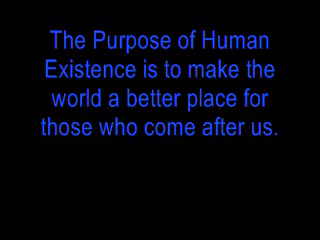 The Purpose of Human
Existence is to make the
world a better place for
those who come after us.